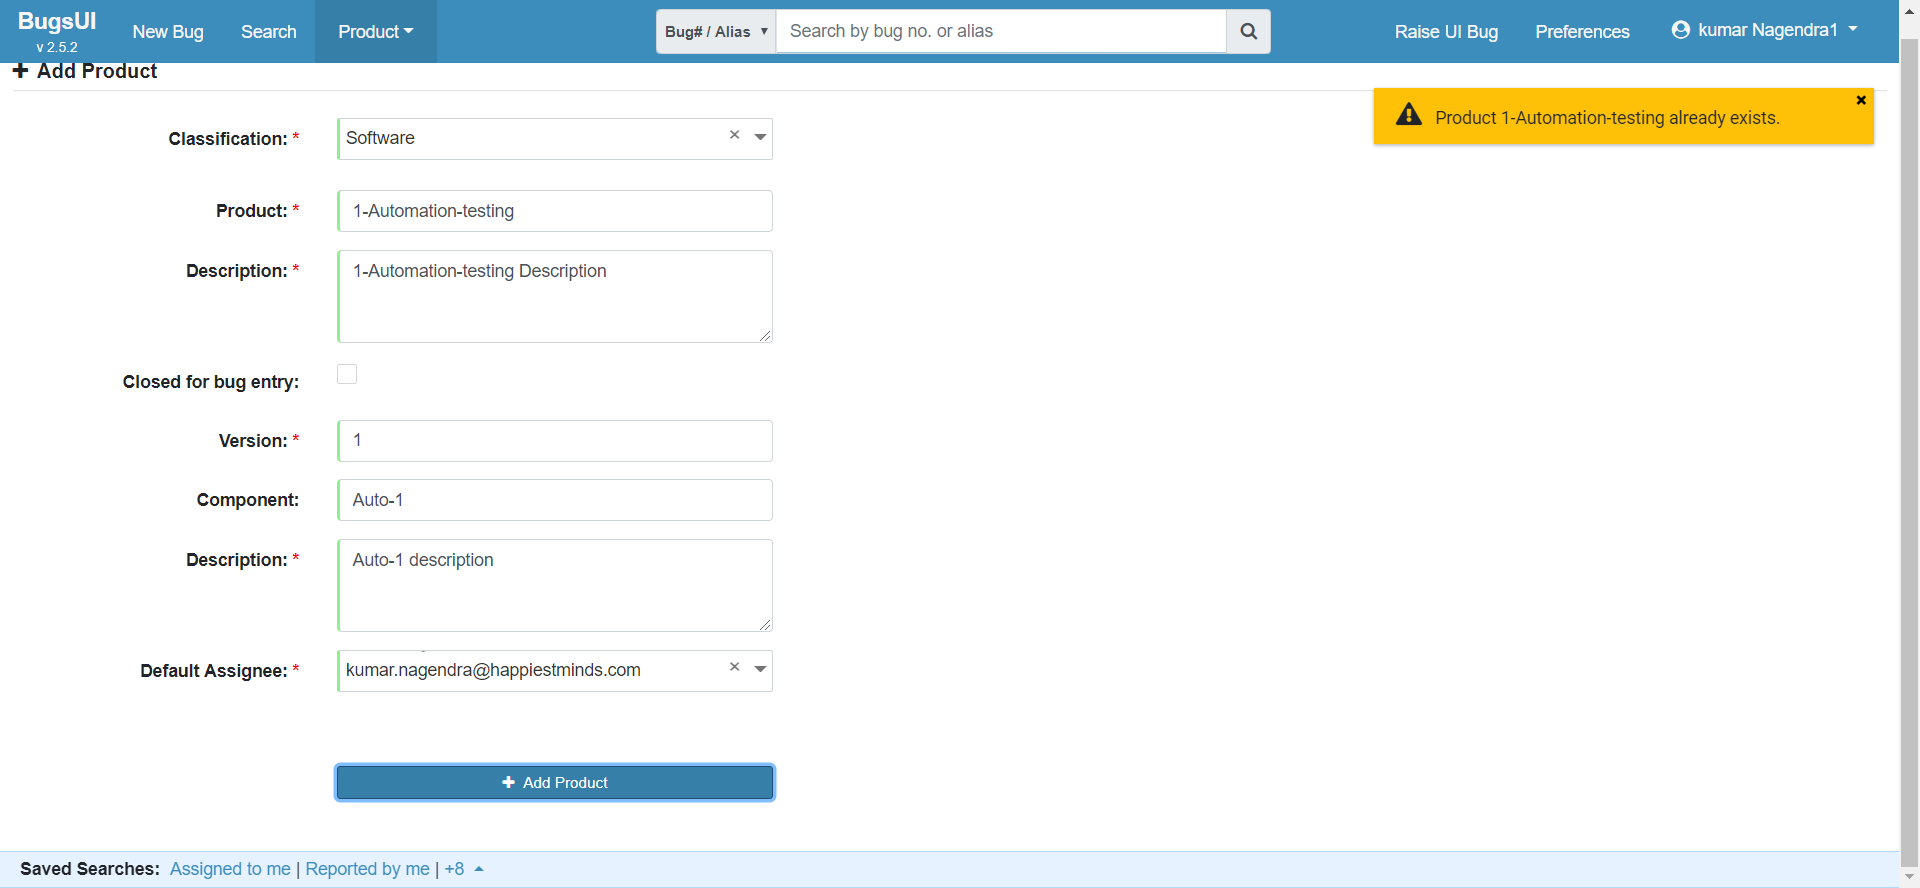 BugsUI
v 2.5.2
New Bug
Search
Product
Bug# / Alias
Search by bug no. or alias
Raise UI Bug
Preferences
kumar Nagendra1
Add Product
Product 1-Automation-testing already exists.
Classification: *
Software
Product: *
1-Automation-testing
Description: *
1-Automation-testing Description
Closed for bug entry:
Version: *
1
Component:
Auto-1
Description: *
Auto-1 description
Default Assignee: *
kumar.nagendra@happiestminds.com
Add Product
Saved Searches: Assigned to me | Reported by me | +8